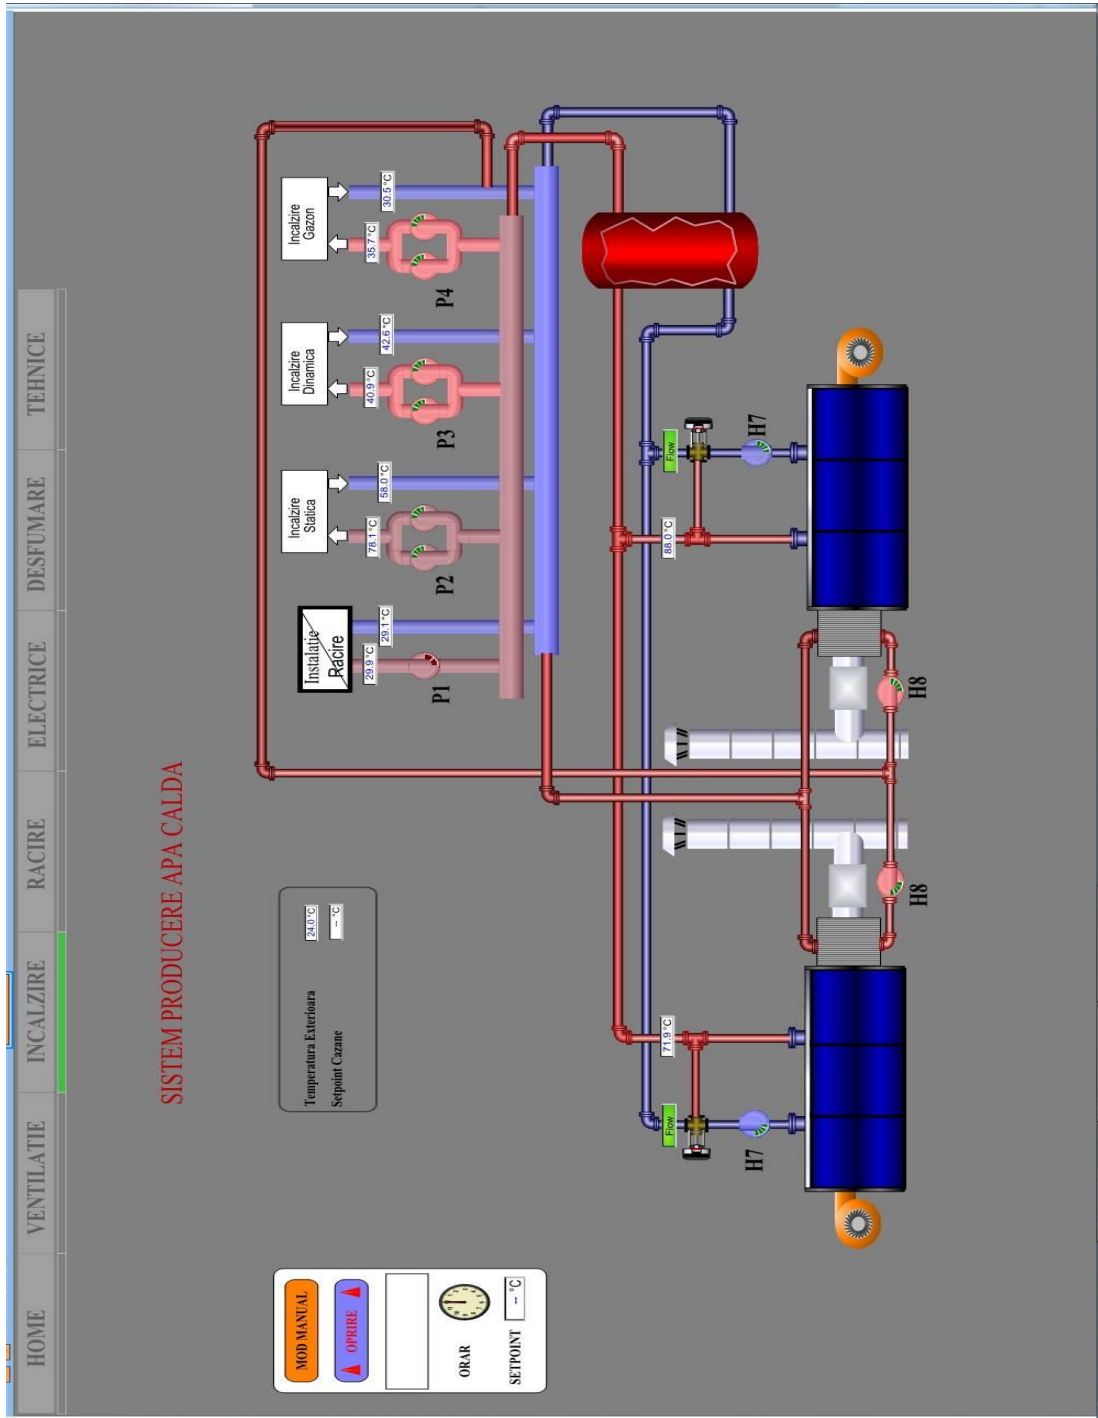 HOME
VENTILATIE
INCALZIRE
RACIRE
ELECTRICE
DESFUMARE
TEHNICE
SISTEM PRODUCERE APA CALDA
MOD MANUAL
OPRIRE
ORAR
SETPOINT
-- °C
Temperatura Exterioara
24.0 °C
Setpoint Cazane
-- °C
Instalatie
Racire
29.9 °C
29.1 °C
P1
Incalzire
Statica
78.1 °C
58.0 °C
P2
Incalzire
Dinamica
40.9 °C
42.6 °C
P3
Incalzire
Gazon
35.7 °C
30.5 °C
P4
Flow
71.9 °C
H7
88.0 °C
Flow
H7
H8
H8